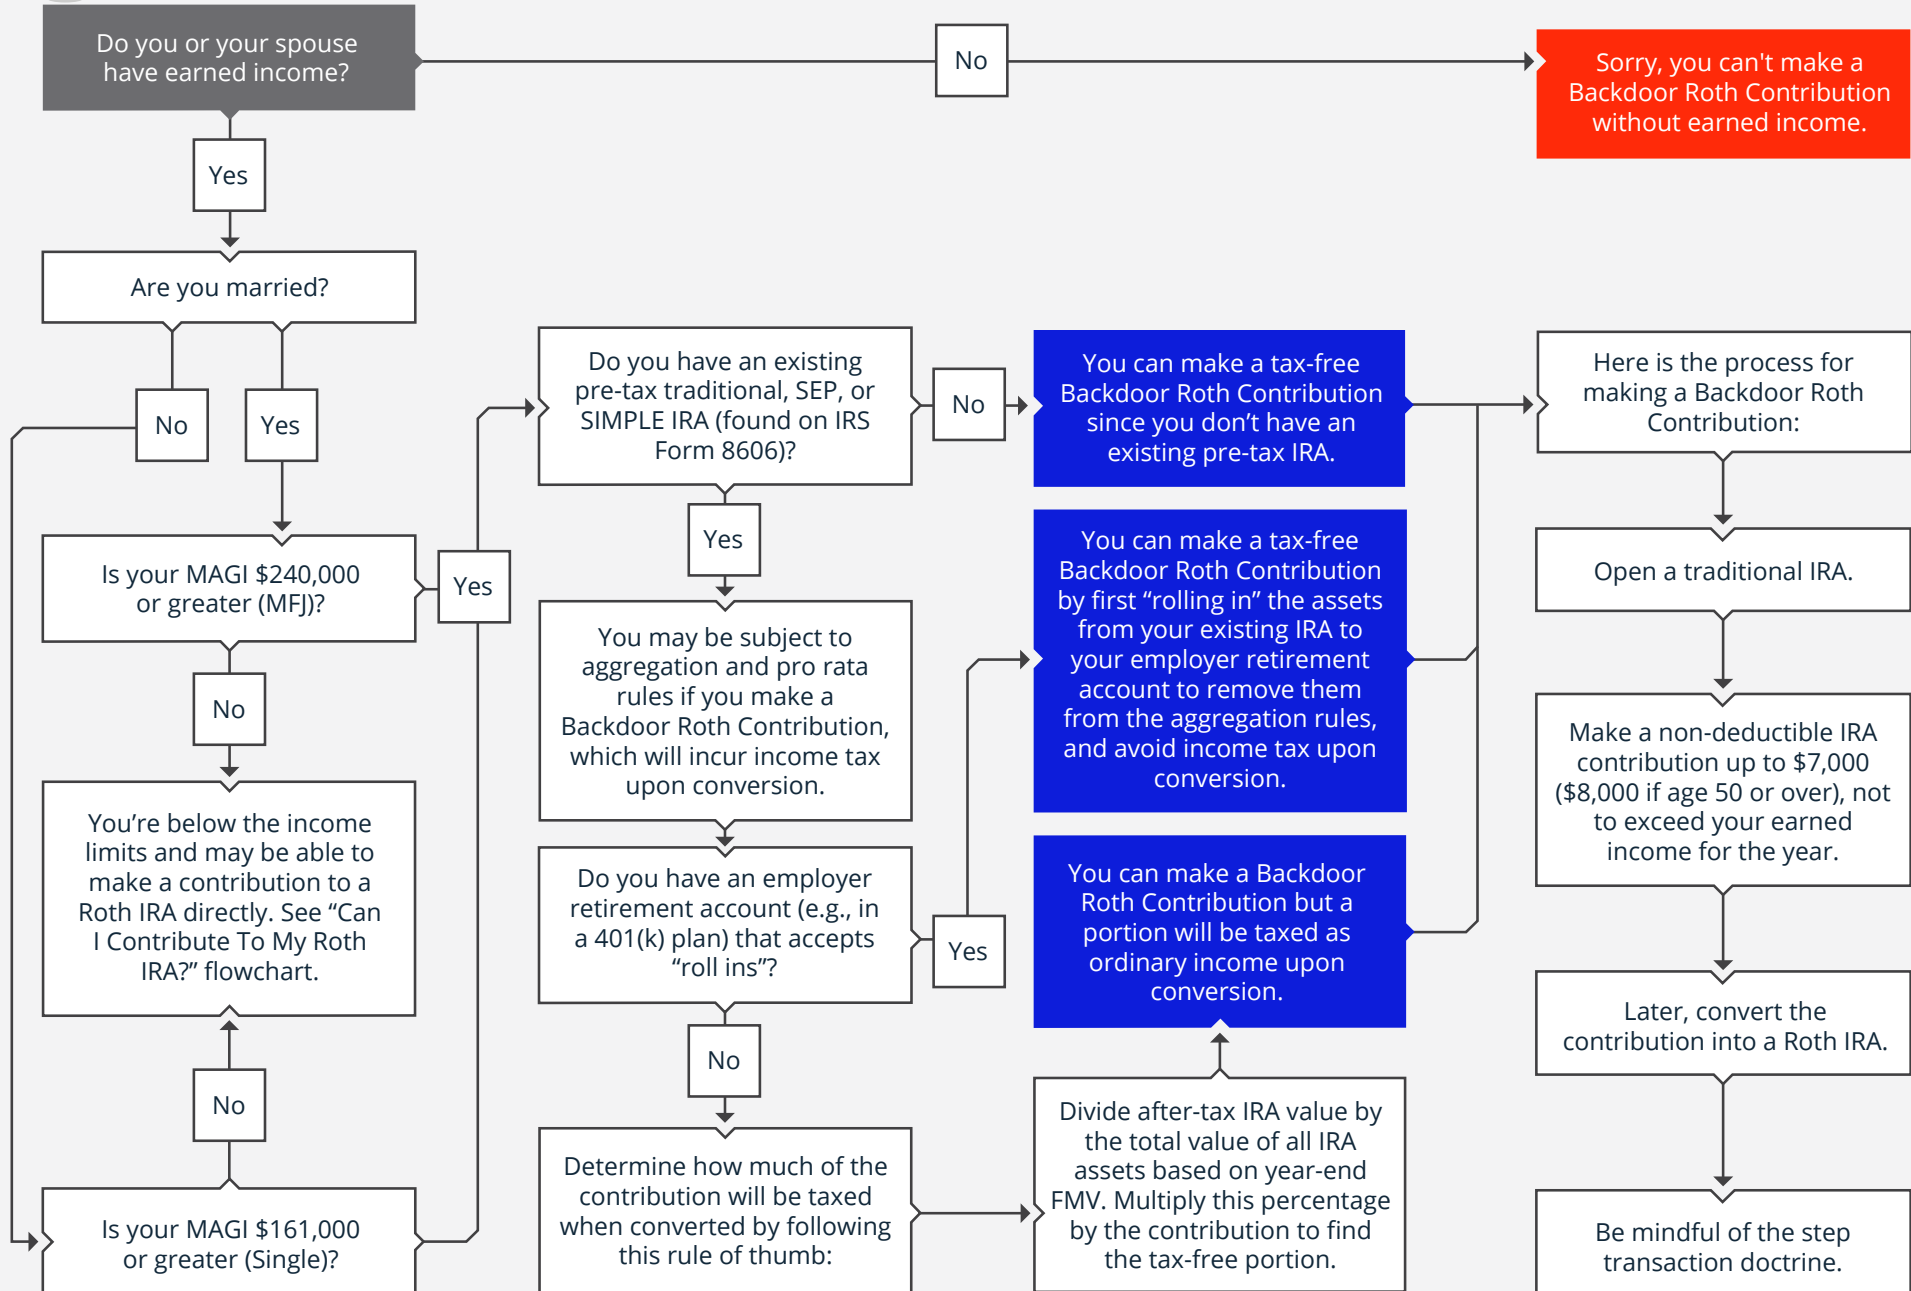 Do you or your spouse
have earned income?
No
Sorry, you can't make a
Backdoor Roth Contribution
without earned income.
Yes
Are you married?
No
Yes
Is your MAGI $240,000
or greater (MFJ)?
Yes
No
You’re below the income
limits and may be able to
make a contribution to a
Roth IRA directly. See “Can
I Contribute To My Roth
IRA?” flowchart.
No
Is your MAGI $161,000
or greater (Single)?
Do you have an existing
pre-tax traditional, SEP, or
SIMPLE IRA (found on IRS
Form 8606)?
No
Yes
You may be subject to
aggregation and pro rata
rules if you make a
Backdoor Roth Contribution,
which will incur income tax
upon conversion.
Do you have an employer
retirement account (e.g., in
a 401(k) plan) that accepts
“roll ins”?
Yes
No
Determine how much of the
contribution will be taxed
when converted by following
this rule of thumb:
You can make a tax-free
Backdoor Roth Contribution
since you don’t have an
existing pre-tax IRA.
You can make a tax-free
Backdoor Roth Contribution
by first “rolling in” the assets
from your existing IRA to
your employer retirement
account to remove them
from the aggregation rules,
and avoid income tax upon
conversion.
You can make a Backdoor
Roth Contribution but a
portion will be taxed as
ordinary income upon
conversion.
Divide after-tax IRA value by
the total value of all IRA
assets based on year-end
FMV. Multiply this percentage
by the contribution to find
the tax-free portion.
Here is the process for
making a Backdoor Roth
Contribution:
Open a traditional IRA.
Make a non-deductible IRA
contribution up to $7,000
($8,000 if age 50 or over), not
to exceed your earned
income for the year.
Later, convert the
contribution into a Roth IRA.
Be mindful of the step
transaction doctrine.